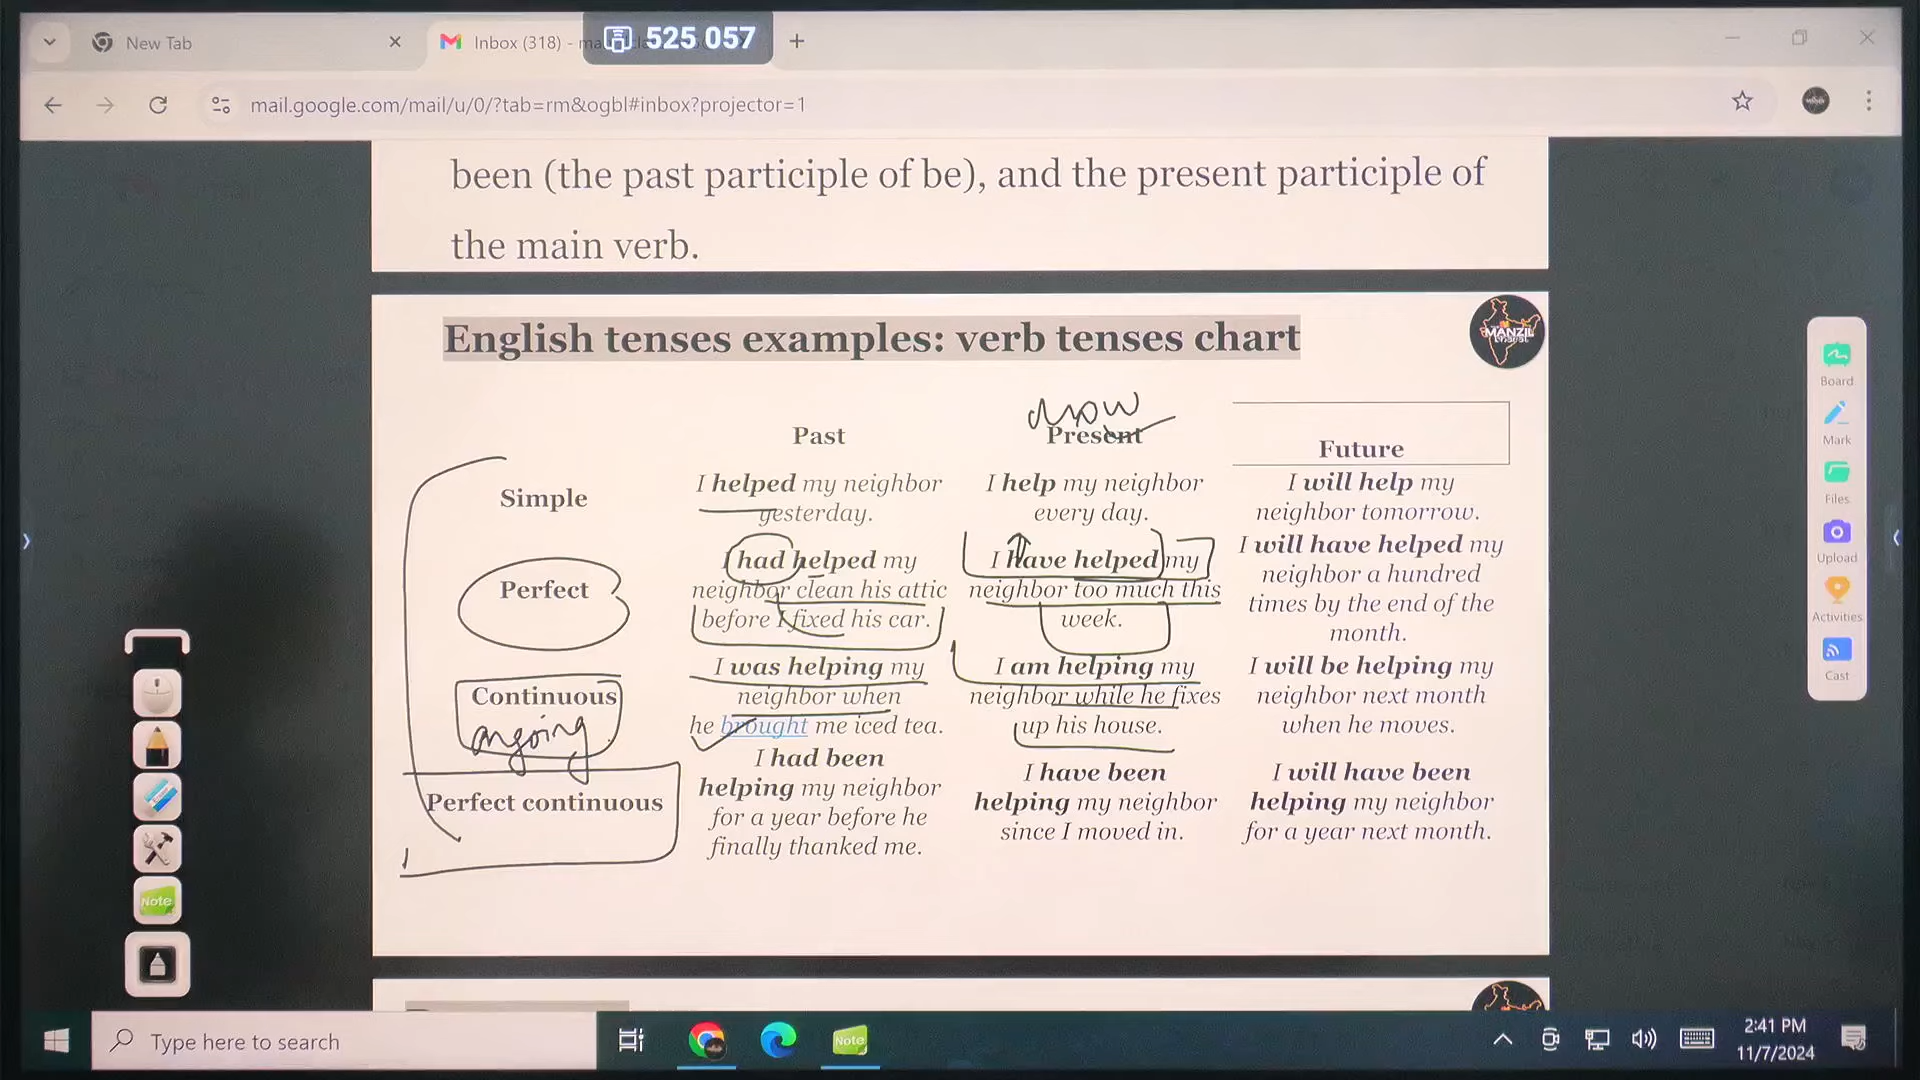 New Tab
Inbox (318) -
525 057
mail.google.com/mail/u/0/?tab=rm&ogbl#inbox?projector=1
been (the past participle of be), and the present participle of
the main verb.
English tenses examples: verb tenses chart
MANZIL
Past
now
Present
Future
Simple
I helped my neighbor
yesterday.
I help my neighbor
every day.
I will help my
neighbor tomorrow.
Perfect
I had helped my
neighbor clean his attic
before I fixed his car.
I have helped my
neighbor too much this
week.
I will have helped my
neighbor a hundred
times by the end of the
month.
Continuous
ongoing
I was helping my
neighbor when
he brought me iced tea.
I am helping my
neighbor while he fixes
up his house.
I will be helping my
neighbor next month
when he moves.
Perfect continuous
I had been
helping my neighbor
for a year before he
finally thanked me.
I have been
helping my neighbor
since I moved in.
I will have been
helping my neighbor
for a year next month.
Board
Mark
Files
Upload
Activities
Cast
Note
Type here to search
Note
2:41 PM
11/7/2024